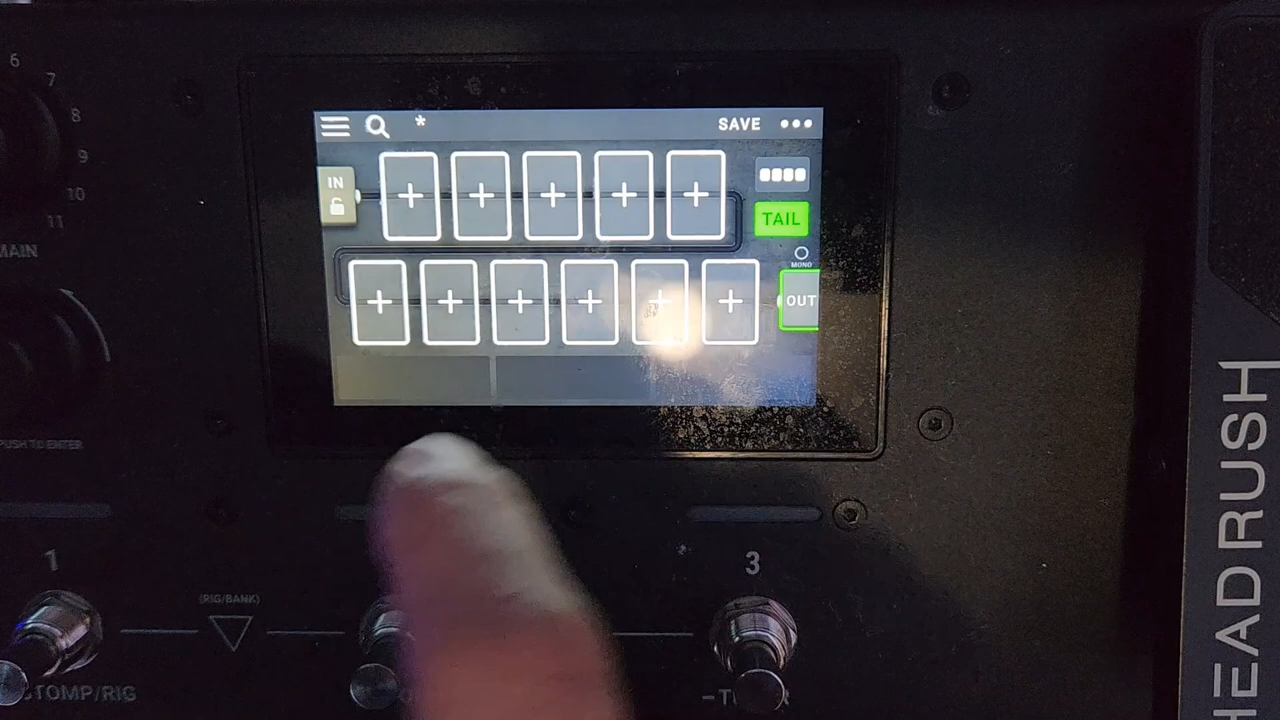 6
7
8
9
10
11
MAIN
PUSH TO ENTER
* SAVE
IN
+ + + + +
TAIL
MONO
+ + + + + +
OUT
1
3
(RIG/BANK)
STOMP/RIG
HEADRUSH